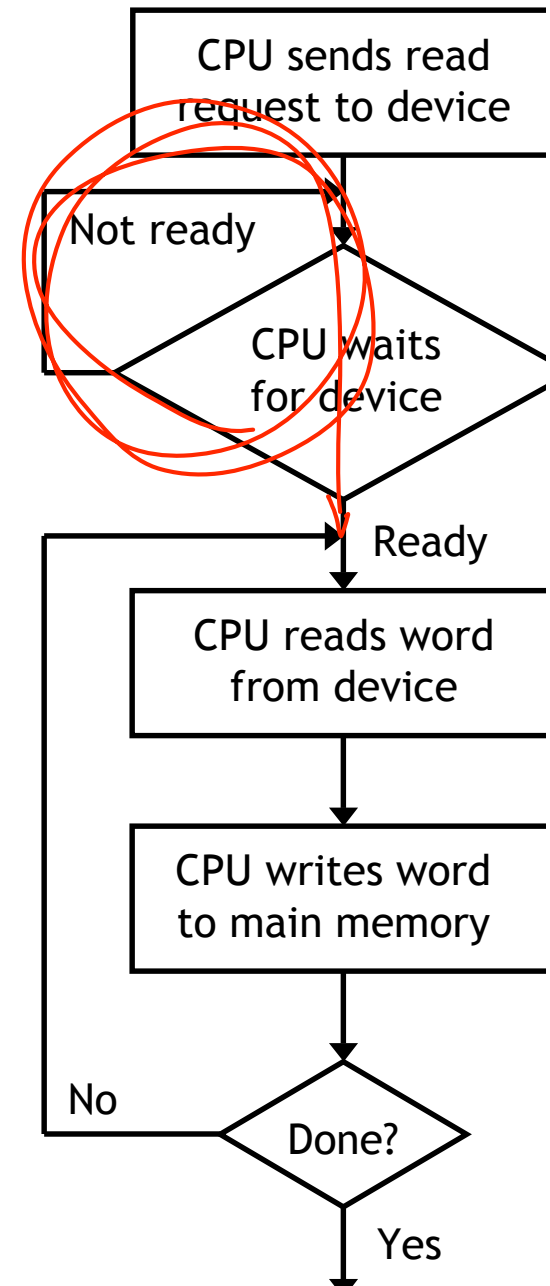 CPU sends read
request to device
Not ready
CPU waits
for device
Ready
CPU reads word
from device
CPU writes word
to main memory
No
Done?
Yes